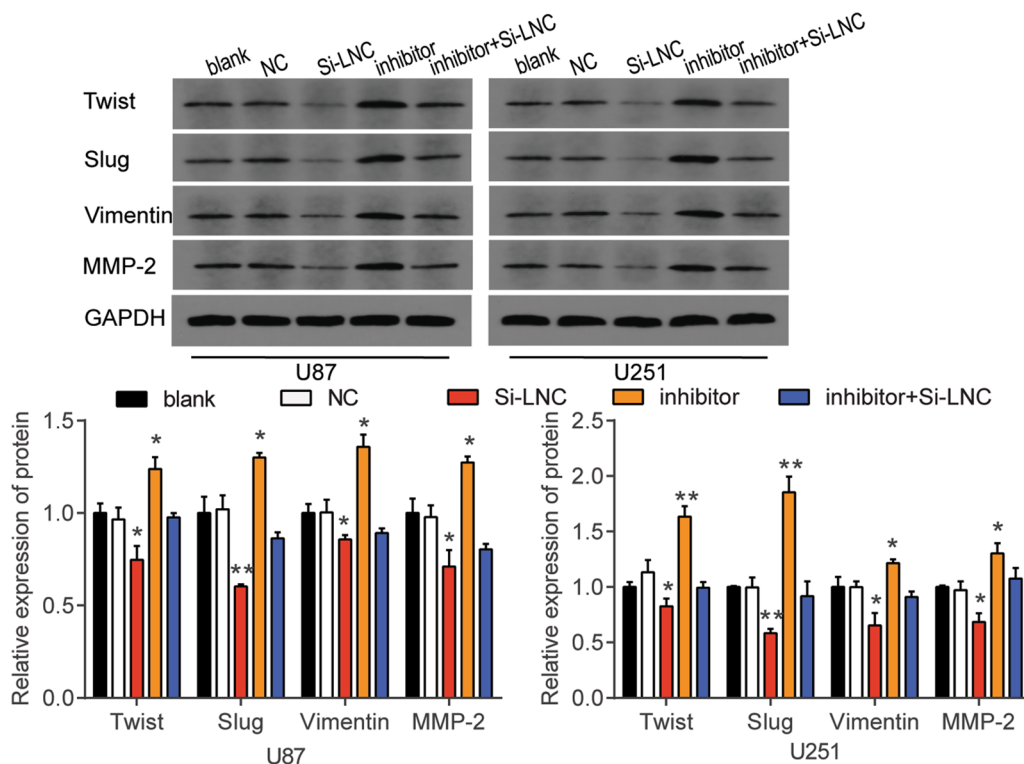 blank NC Si-LNC inhibitor inhibitor+Si-LNC blank NC Si-LNC inhibitor inhibitor+Si-LNC
Twist
Slug
Vimentin
MMP-2
GAPDH
U87 U251
blank NC Si-LNC inhibitor inhibitor+Si-LNC
Relative expression of protein
1.5
1.0
0.5
0.0
* * * * * ** * *
Twist Slug Vimentin MMP-2
U87
Relative expression of protein
2.5
2.0
1.5
1.0
0.5
0.0
* ** ** ** * * * *
Twist Slug Vimentin MMP-2
U251